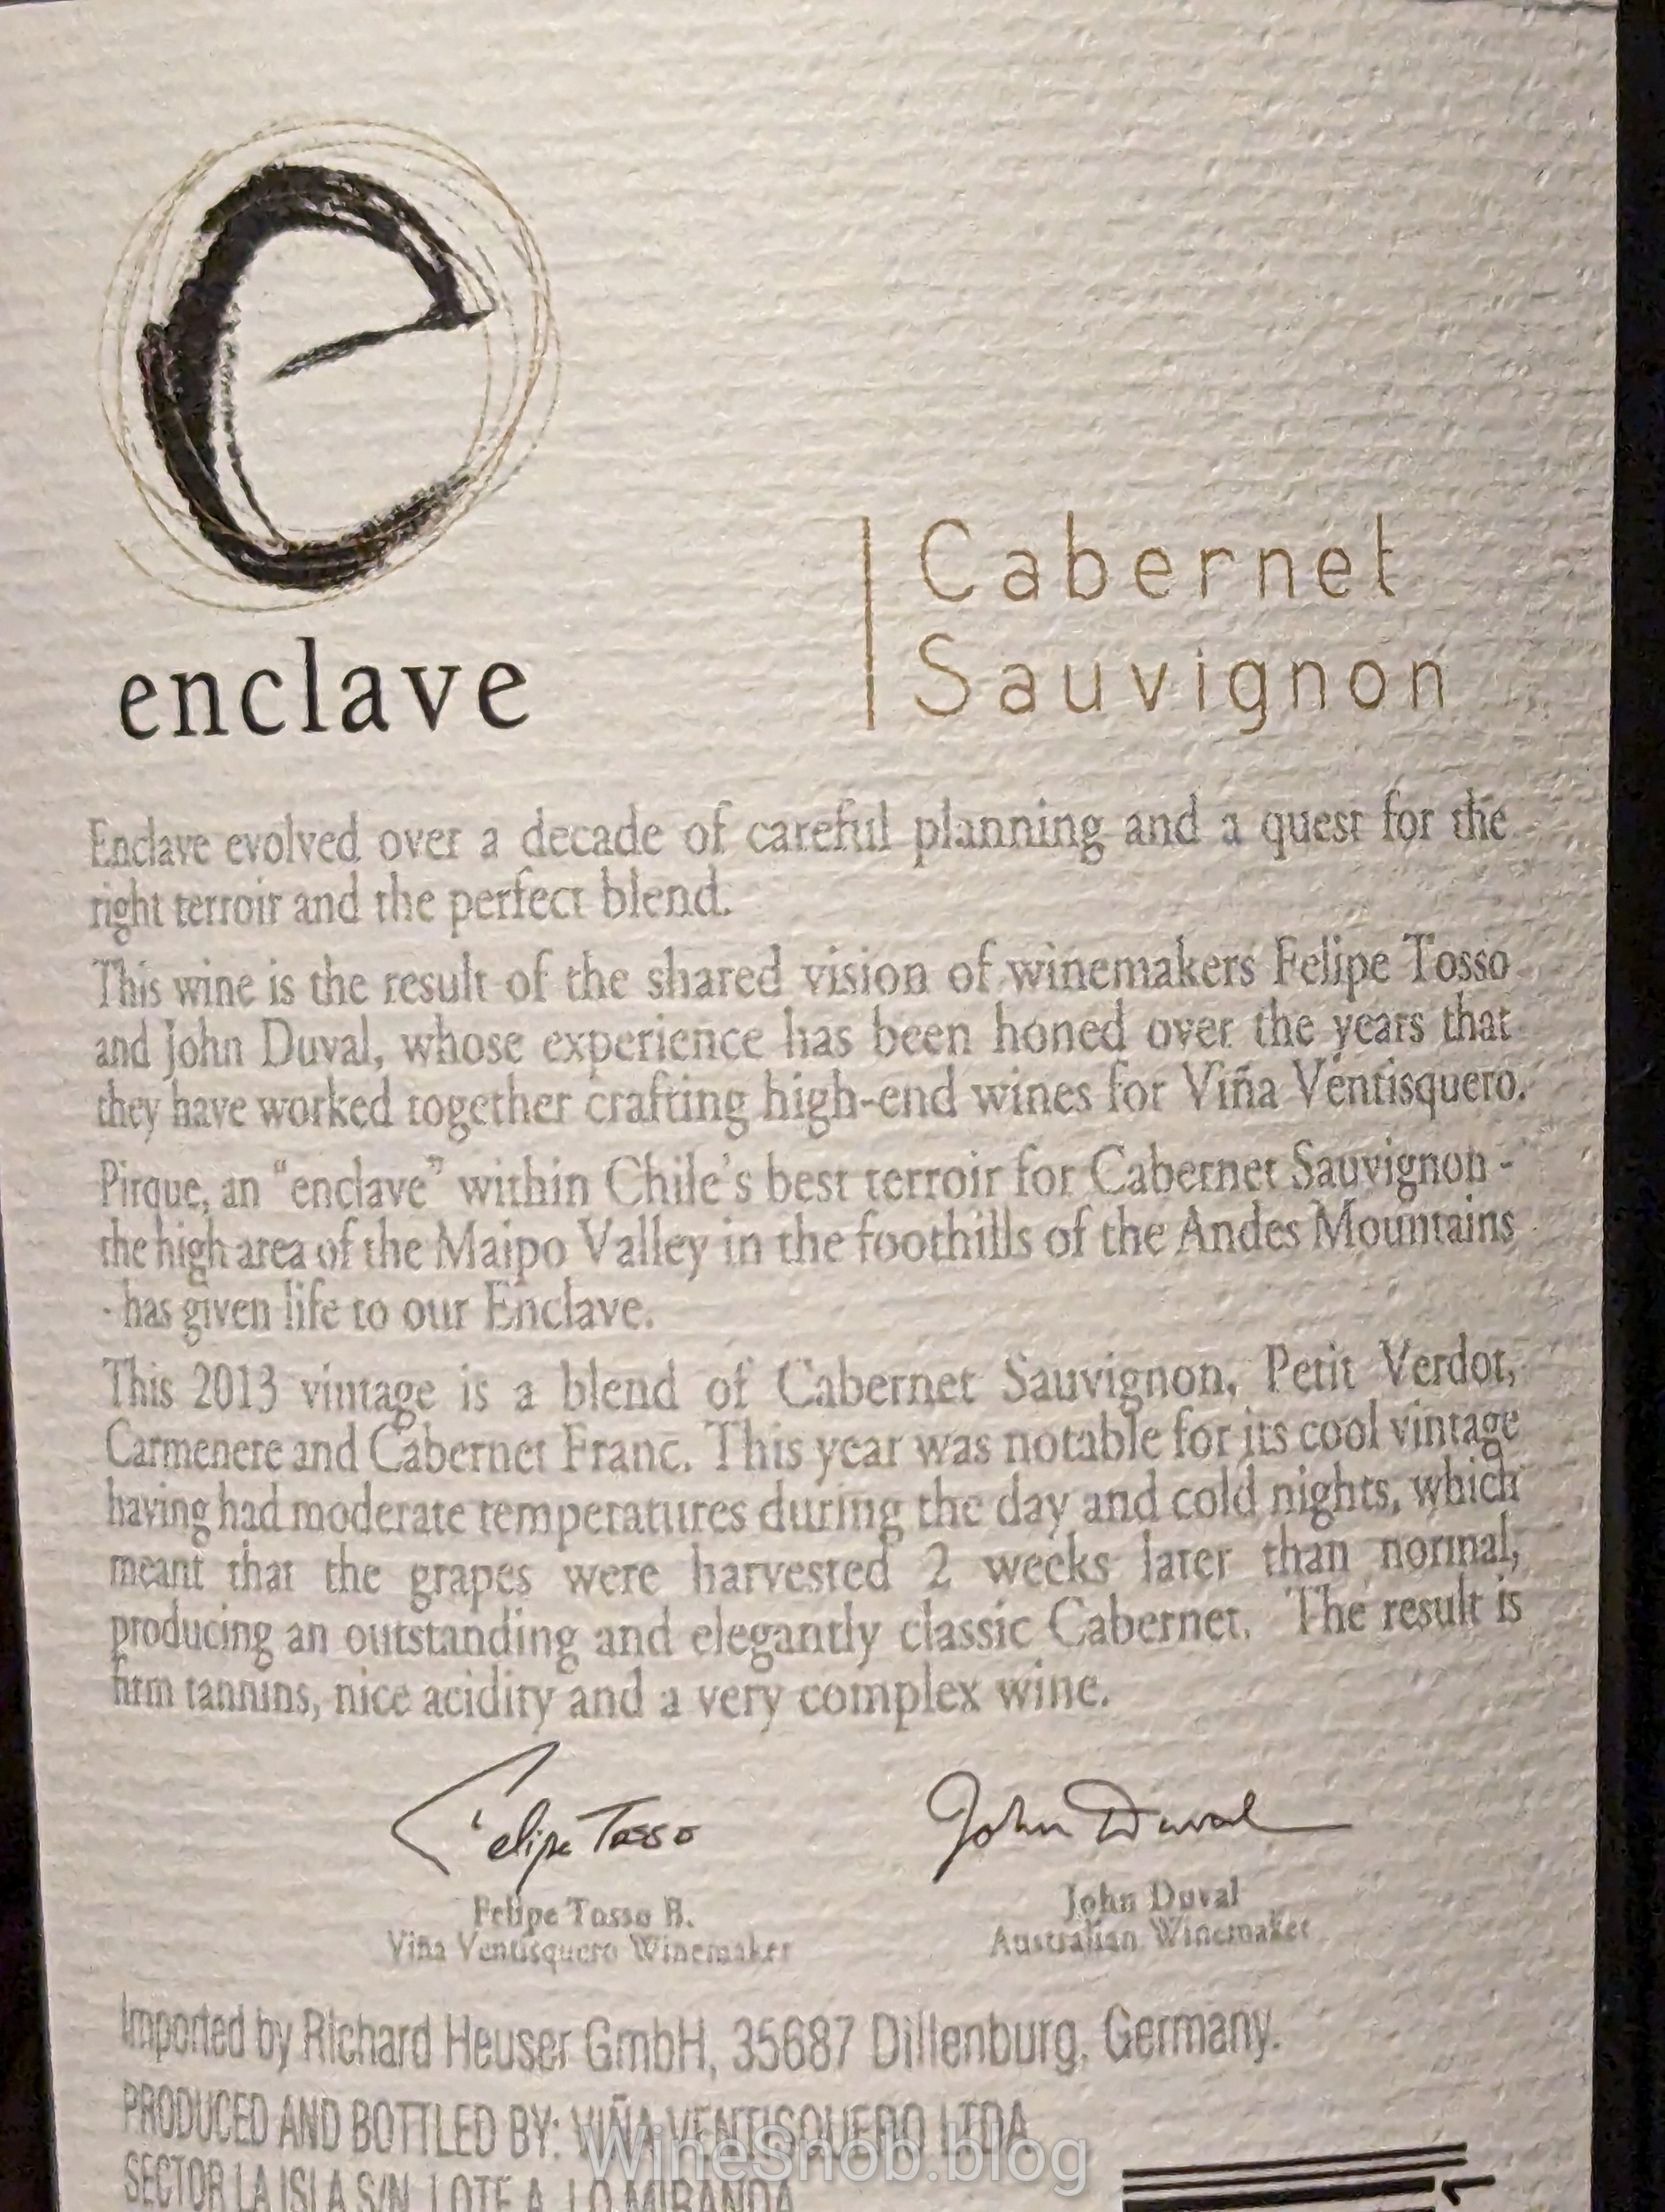 e
enclave
Cabernet
Sauvignon
Enclave evolved over a decade of careful planning and a quest for the
right terroir and the perfect blend.
This wine is the result of the shared vision of winemakers Felipe Tosso
and John Duval, whose experience has been honed over the years that
they have worked together crafting high-end wines for Viña Ventisquero.
Pirque, an “enclave” within Chile's best terroir for Cabernet Sauvignon -
the high area of the Maipo Valley in the foothills of the Andes Mountains
- has given life to our Enclave.
This 2013 vintage is a blend of Cabernet Sauvignon, Petit Verdot,
Carmenere and Cabernet Franc. This year was notable for its cool vintage
having had moderate temperatures during the day and cold nights, which
meant that the grapes were harvested 2 weeks later than normal,
producing an outstanding and elegantly classic Cabernet. The result is
firm tannins, nice acidity and a very complex wine.
Felipe Tosso
John Duval
Felipe Tosso B.
Viña Ventisquero Winemaker
John Duval
Australian Winemaker
Imported by Richard Heuser GmbH, 35687 Dillenburg, Germany.
PRODUCED AND BOTTLED BY: VIÑA VENTISQUERO LTDA
WineSnob.blog
SECTOR LA ISLA S/N, LOTE A, LO MIRANDA